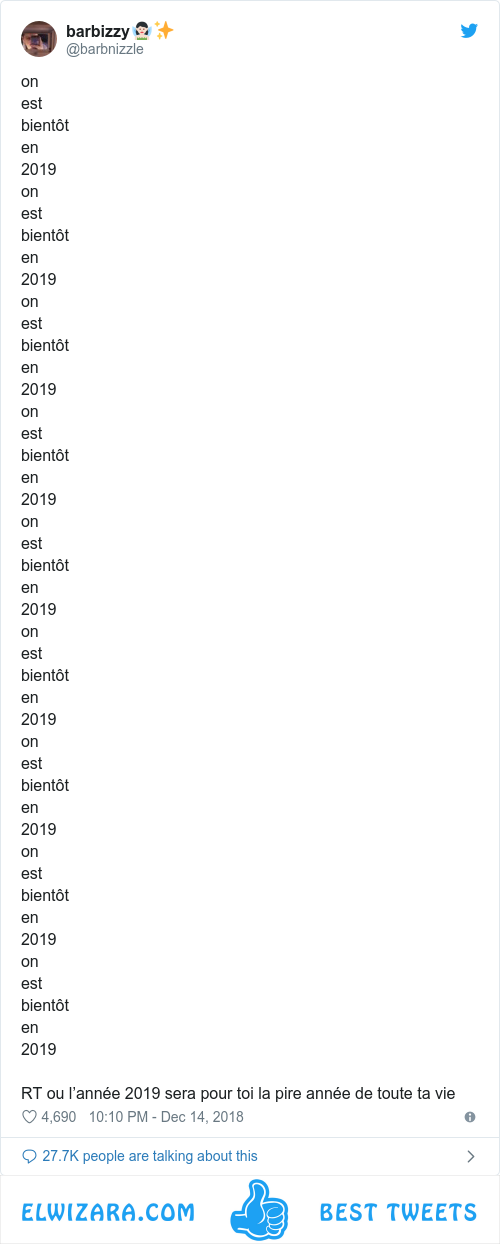 barbizzy
@barbnizzle
on
est
bientôt
en
2019
on
est
bientôt
en
2019
on
est
bientôt
en
2019
on
est
bientôt
en
2019
on
est
bientôt
en
2019
on
est
bientôt
en
2019
on
est
bientôt
en
2019
on
est
bientôt
en
2019
on
est
bientôt
en
2019
RT ou l’année 2019 sera pour toi la pire année de toute ta vie
4,690 10:10 PM - Dec 14, 2018
27.7K people are talking about this
ELWIZARA.COM BEST TWEETS